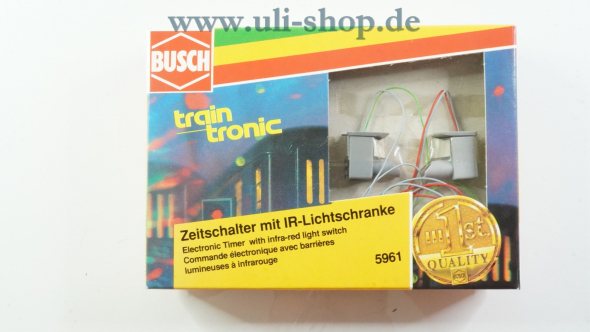 www.uli-shop.de
BUSCH
train
tronic
Zeitschalter mit IR-Lichtschranke
Electronic Timer with infra-red light switch
Commande électronique avec barrières
lumineuses à infrarouge
5961
1st.
QUALITY